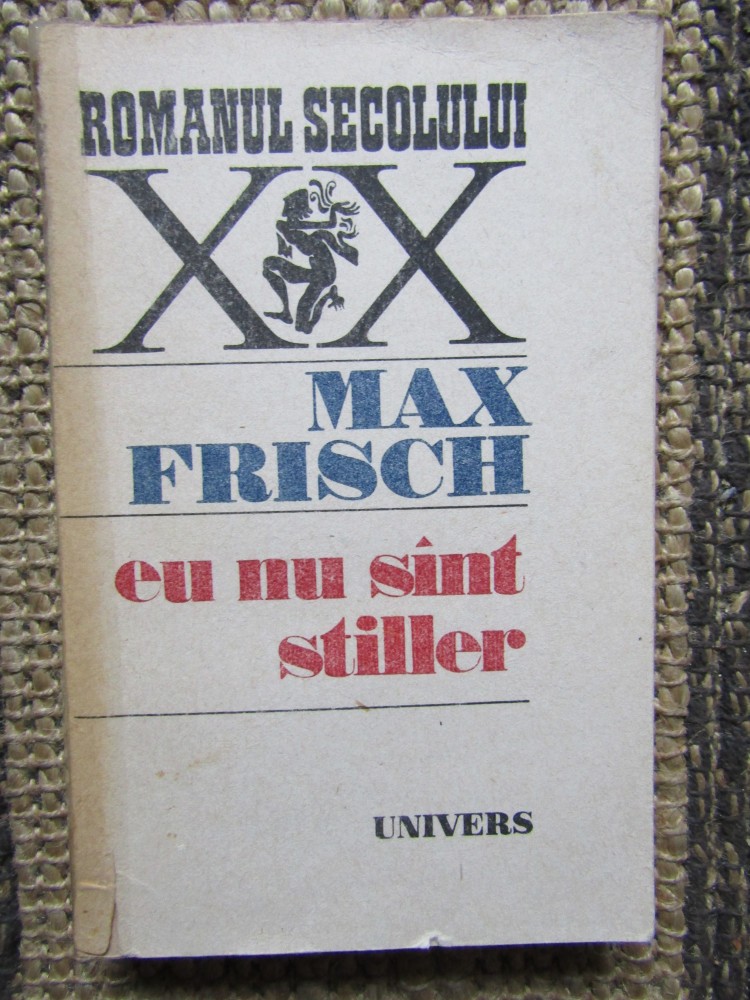 ROMANUL SECOLULUI
XX
MAX
FRISCH
eu nu sînt
stiller
UNIVERS